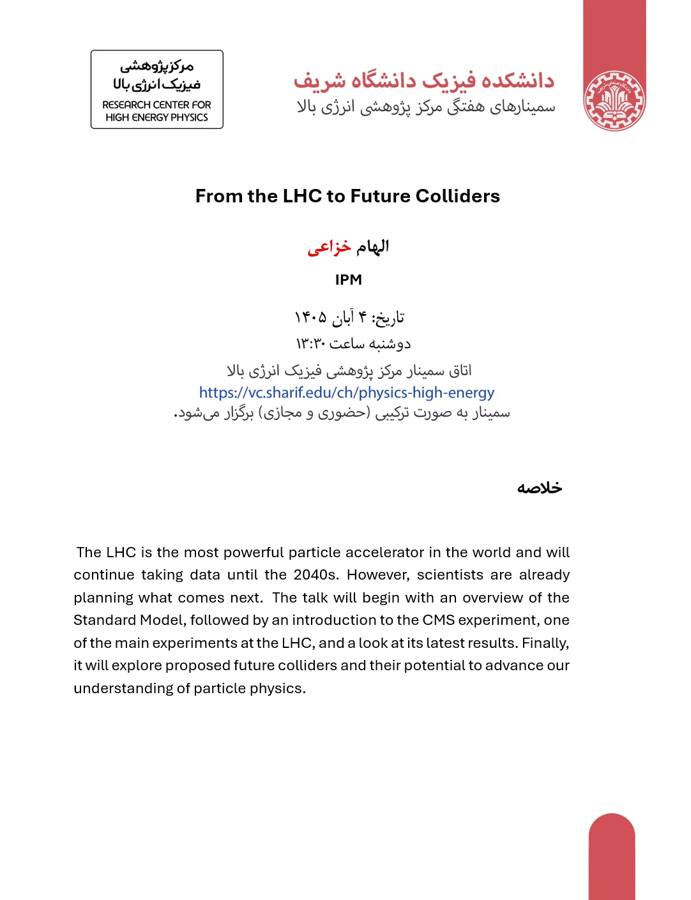 مرکز پژوهشی
فیزیک انرژی بالا
RESEARCH CENTER FOR
HIGH ENERGY PHYSICS
دانشکده فیزیک دانشگاه شریف
سمینارهای هفتگی مرکز پژوهشی انرژی بالا
From the LHC to Future Colliders
الهام خزاعی
IPM
تاریخ: ۴ آبان ۱۴۰۵
دوشنبه ساعت ۱۳:۳۰
اتاق سمینار مرکز پژوهشی فیزیک انرژی بالا
https://vc.sharif.edu/ch/physics-high-energy
سمینار به صورت ترکیبی (حضوری و مجازی) برگزار می‌شود.
خلاصه
The LHC is the most powerful particle accelerator in the world and will
continue taking data until the 2040s. However, scientists are already
planning what comes next. The talk will begin with an overview of the
Standard Model, followed by an introduction to the CMS experiment, one
of the main experiments at the LHC, and a look at its latest results. Finally,
it will explore proposed future colliders and their potential to advance our
understanding of particle physics.